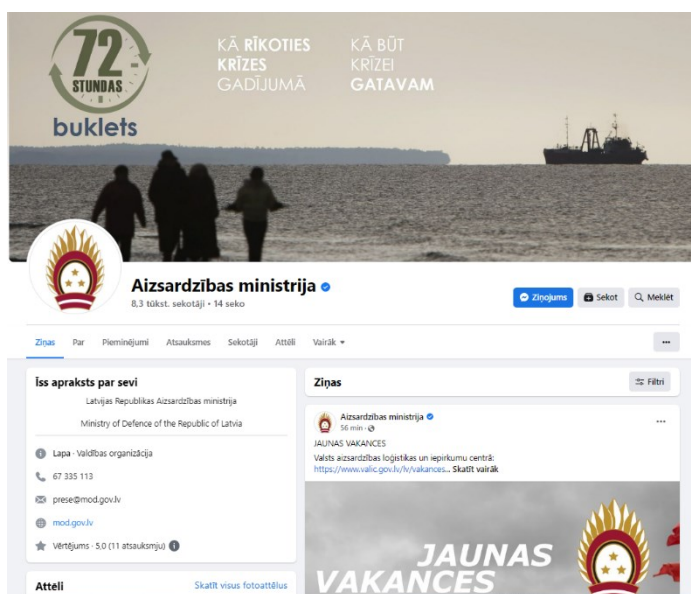 72
STUNDAS
buklets
KĀ RĪKOTIES
KRĪZES
GADĪJUMĀ
KĀ BŪT
KRĪZEI
GATAVAM
Aizsardzības ministrija
8,3 tūkst. sekotāji • 14 seko
Ziņojums
Sekot
Meklēt
Ziņas
Par
Pieminējumi
Atsauksmes
Sekotāji
Attēli
Vairāk
Īss apraksts par sevi
Latvijas Republikas Aizsardzības ministrija
Ministry of Defence of the Republic of Latvia
Lapa · Valdības organizācija
67 335 113
prese@mod.gov.lv
mod.gov.lv
Vērtējums · 5,0 (11 atsauksmju)
Attēli
Skatīt visus fotoattēlus
Ziņas
Filtri
Aizsardzības ministrija
56 min ·
JAUNAS VAKANCES
Valsts aizsardzības loģistikas un iepirkumu centrā:
https://www.valic.gov.lv/lv/vakances... Skatīt vairāk
JAUNAS
VAKANCES